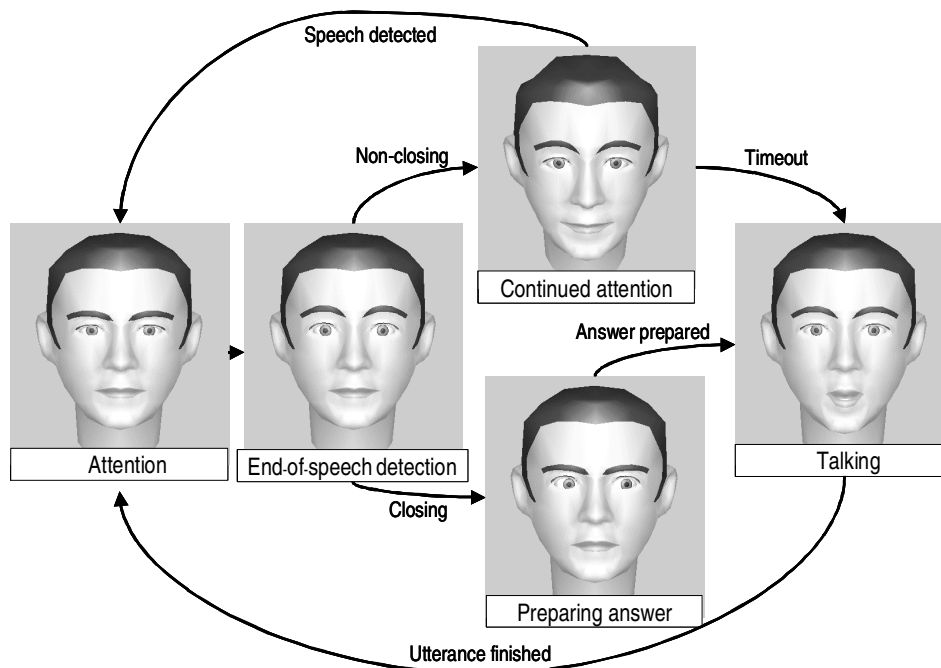 Speech detected
Non-closing
Timeout
Continued attention
Answer prepared
Attention
End-of-speech detection
Talking
Closing
Preparing answer
Utterance finished